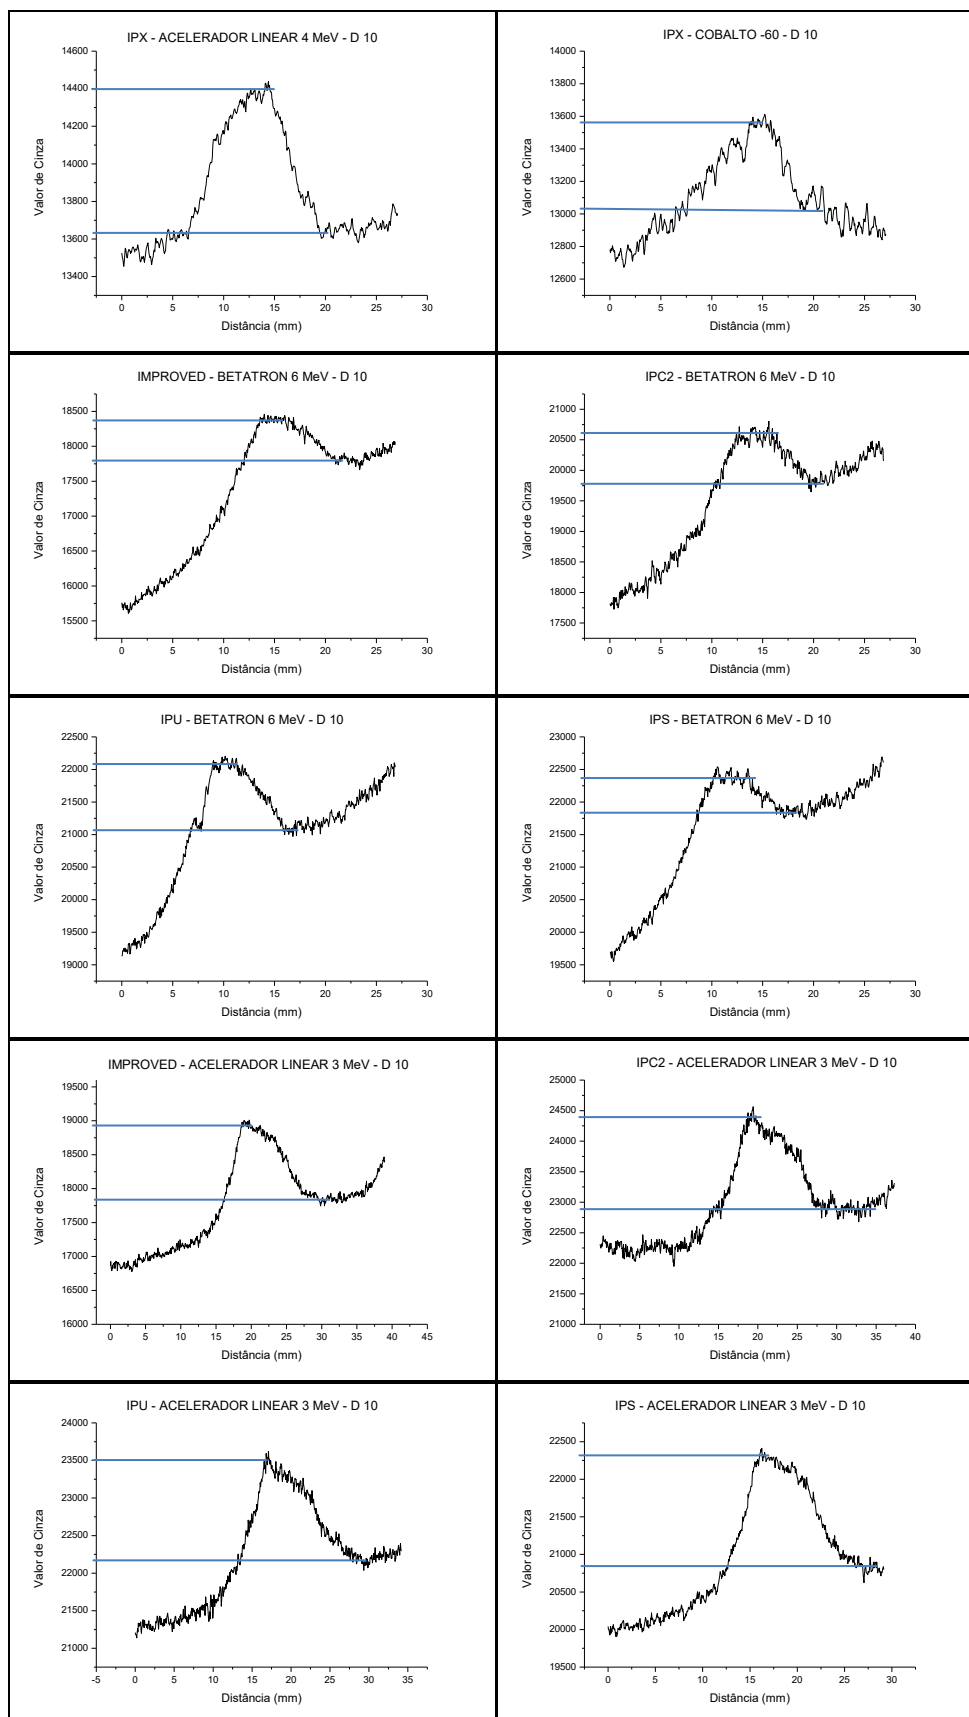 IPX - ACELERADOR LINEAR 4 MeV - D 10
14600
14400
14200
14000
13800
13600
13400
Valor de Cinza
0 5 10 15 20 25 30
Distância (mm)
IPX - COBALTO -60 - D 10
14000
13800
13600
13400
13200
13000
12800
12600
Valor de Cinza
0 5 10 15 20 25 30
Distância (mm)
IMPROVED - BETATRON 6 MeV - D 10
18500
18000
17500
17000
16500
16000
15500
Valor de Cinza
0 5 10 15 20 25 30
Distância (mm)
IPC2 - BETATRON 6 MeV - D 10
21000
20500
20000
19500
19000
18500
18000
17500
Valor de Cinza
0 5 10 15 20 25 30
Distância (mm)
IPU - BETATRON 6 MeV - D 10
22500
22000
21500
21000
20500
20000
19500
19000
Valor de Cinza
0 5 10 15 20 25 30
Distância (mm)
IPS - BETATRON 6 MeV - D 10
23000
22500
22000
21500
21000
20500
20000
19500
Valor de Cinza
0 5 10 15 20 25 30
Distância (mm)
IMPROVED - ACELERADOR LINEAR 3 MeV - D 10
19500
19000
18500
18000
17500
17000
16500
16000
Valor de Cinza
0 5 10 15 20 25 30 35 40 45
Distância (mm)
IPC2 - ACELERADOR LINEAR 3 MeV - D 10
25000
24500
24000
23500
23000
22500
22000
21500
21000
Valor de Cinza
0 5 10 15 20 25 30 35 40
Distância (mm)
IPU - ACELERADOR LINEAR 3 MeV - D 10
24000
23500
23000
22500
22000
21500
21000
Valor de Cinza
-5 0 5 10 15 20 25 30 35
Distância (mm)
IPS - ACELERADOR LINEAR 3 MeV - D 10
22500
22000
21500
21000
20500
20000
19500
Valor de Cinza
0 5 10 15 20 25 30
Distância (mm)